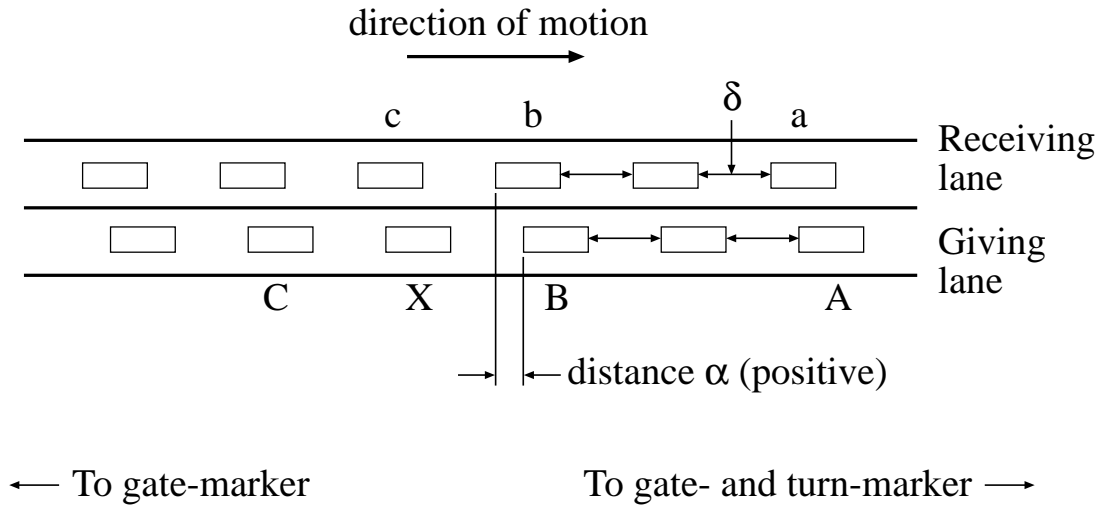 direction of motion
c b δ a
Receiving
lane
Giving
lane
C X B A
distance α (positive)
To gate-marker To gate- and turn-marker